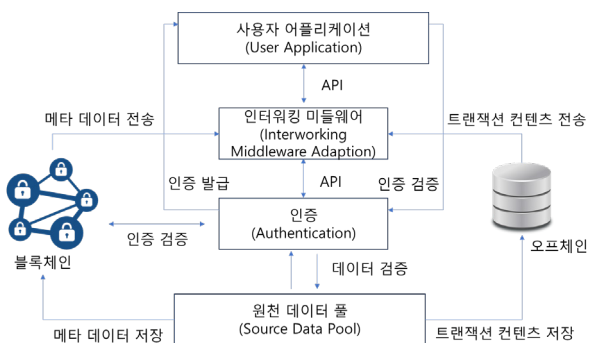 사용자 어플리케이션
(User Application)
API
메타 데이터 전송
인터워킹 미들웨어
(Interworking
Middleware Adaption)
트랜잭션 컨텐츠 전송
인증 발급
API
인증 검증
인증 검증
인증
(Authentication)
블록체인
오프체인
데이터 검증
메타 데이터 저장
원천 데이터 풀
(Source Data Pool)
트랜잭션 컨텐츠 저장